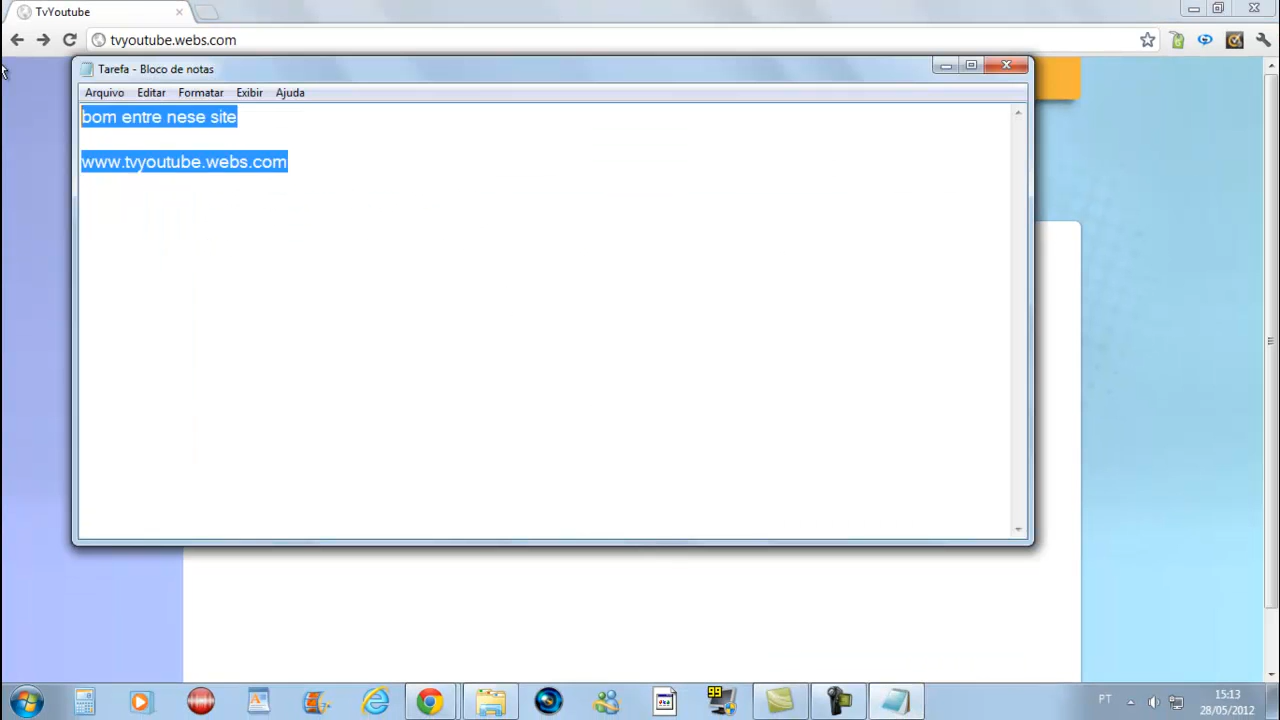 TvYoutube
tvyoutube.webs.com
Tarefa - Bloco de notas
Arquivo Editar Formatar Exibir Ajuda
bom entre nese site
www.tvyoutube.webs.com
99
PT
15:13
28/05/2012